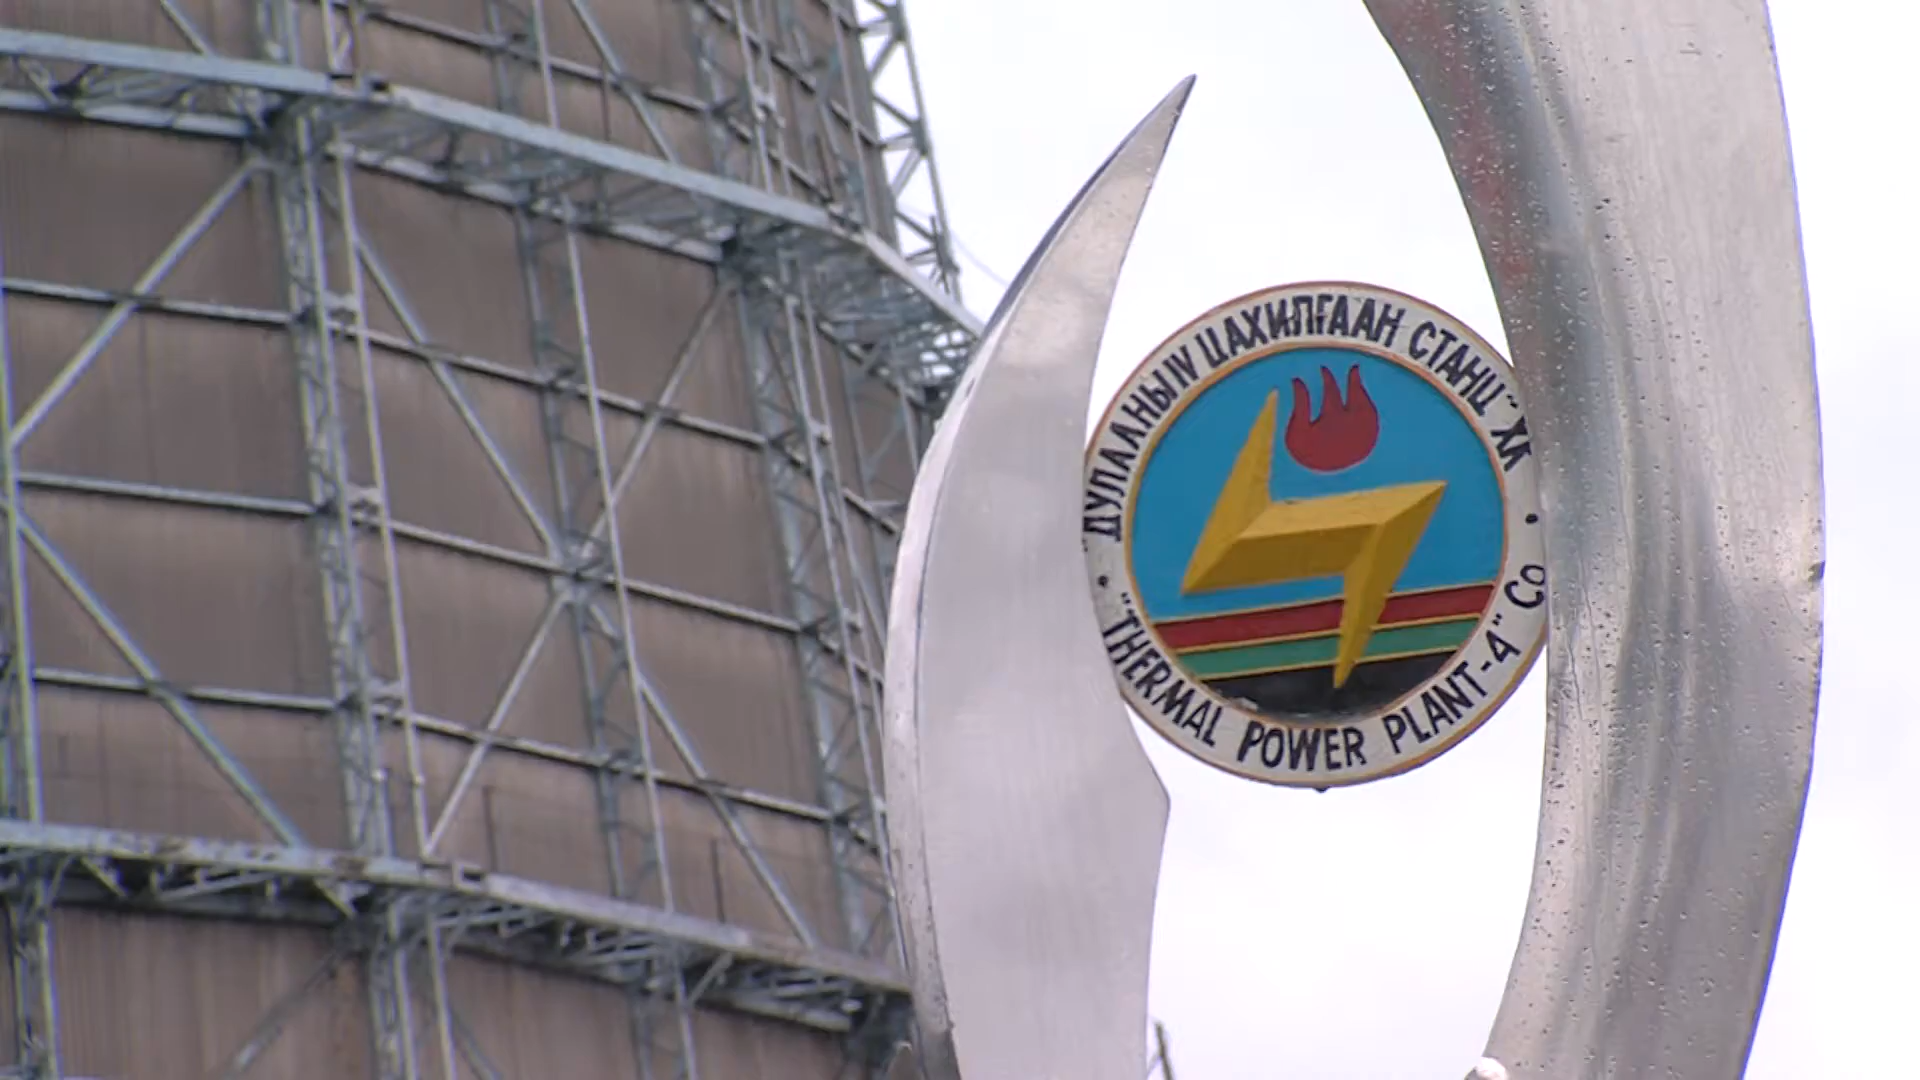 "ДУЛААНЫ IV ЦАХИЛГААН СТАНЦ" ХК
"THERMAL POWER PLANT-4" Co